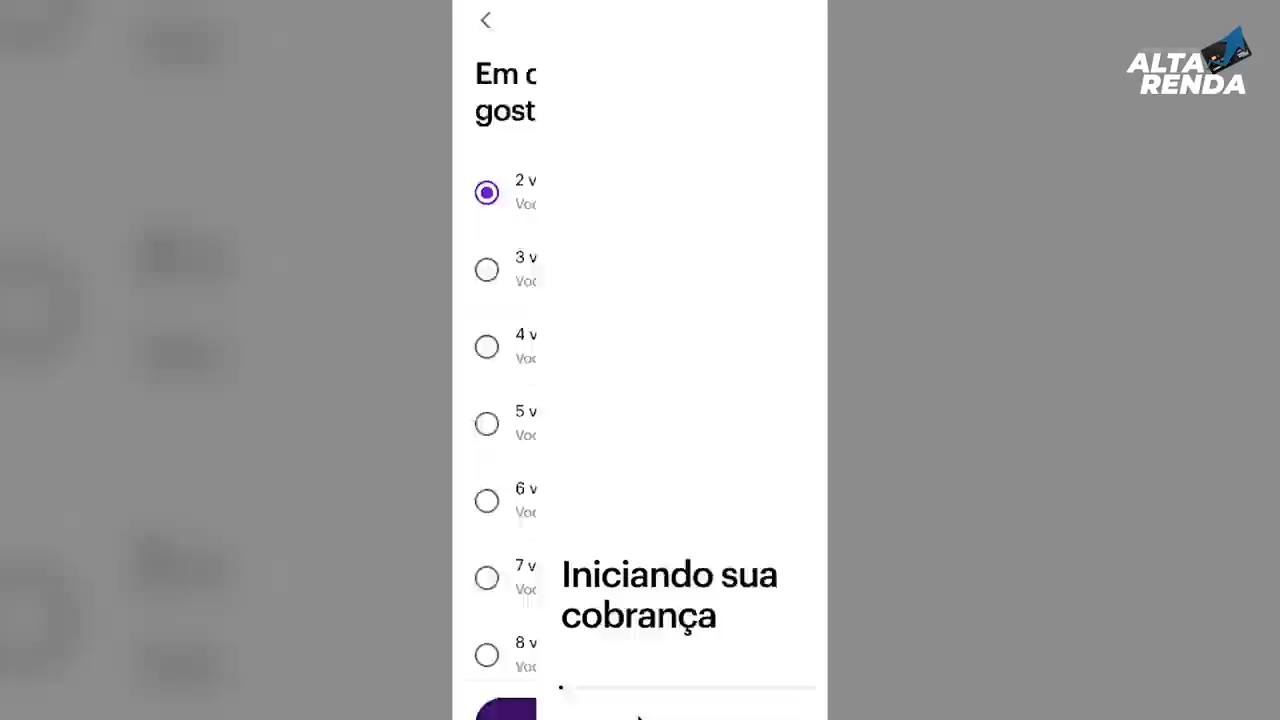 ALTA
RENDA
Em
gost
2 v
Voc
3 v
Voc
4 v
Voc
5 v
Voc
6 v
Voc
7 v
Voc
8 v
Voc
Iniciando sua
cobrança